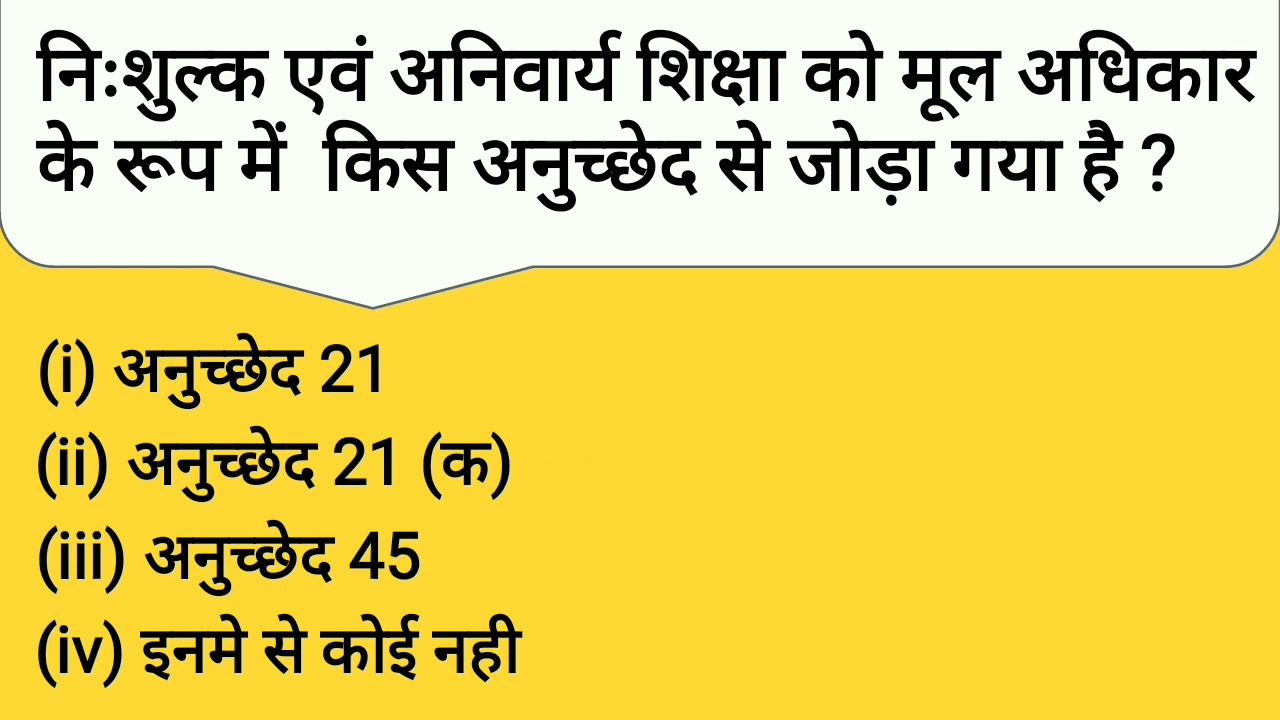 निःशुल्क एवं अनिवार्य शिक्षा को मूल अधिकार
के रूप में किस अनुच्छेद से जोड़ा गया है ?
(i) अनुच्छेद 21
(ii) अनुच्छेद 21 (क)
(iii) अनुच्छेद 45
(iv) इनमे से कोई नही